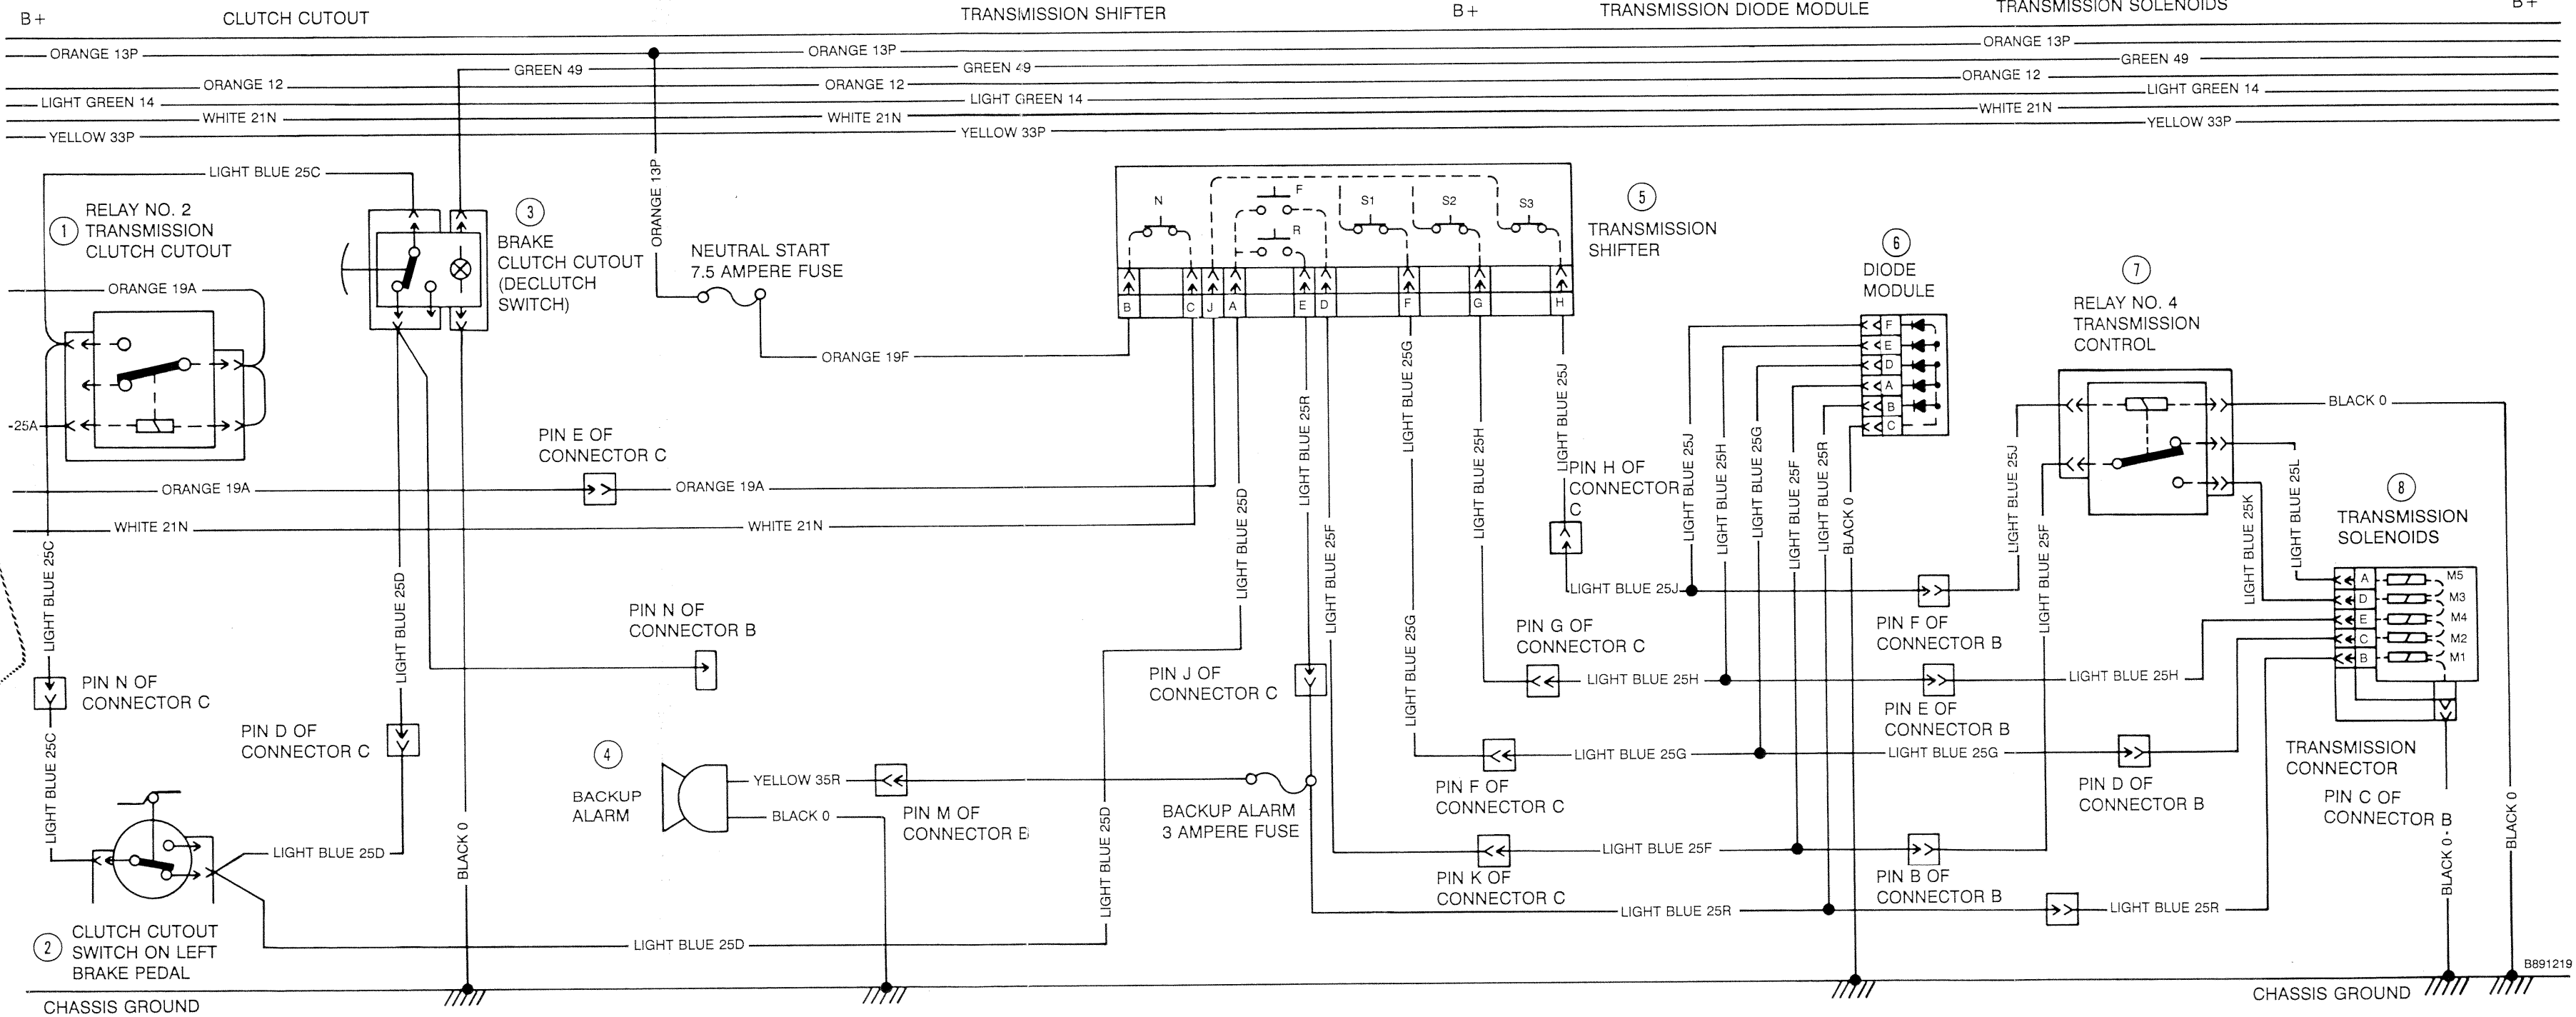 B+
CLUTCH CUTOUT
TRANSMISSION SHIFTER
B+
TRANSMISSION DIODE MODULE
TRANSMISSION SOLENOIDS
B+
ORANGE 13P
ORANGE 13P
ORANGE 13P
GREEN 49
GREEN 49
GREEN 49
ORANGE 12
ORANGE 12
ORANGE 12
LIGHT GREEN 14
LIGHT GREEN 14
LIGHT GREEN 14
WHITE 21N
WHITE 21N
WHITE 21N
YELLOW 33P
YELLOW 33P
YELLOW 33P
LIGHT BLUE 25C
1
RELAY NO. 2
TRANSMISSION
CLUTCH CUTOUT
ORANGE 19A
-25A
3
BRAKE
CLUTCH CUTOUT
(DECLUTCH
SWITCH)
ORANGE 13P
NEUTRAL START
7.5 AMPERE FUSE
ORANGE 19F
N
F
R
S1
S2
S3
B
C
J
A
E
D
F
G
H
5
TRANSMISSION
SHIFTER
6
DIODE
MODULE
F
E
D
A
B
C
7
RELAY NO. 4
TRANSMISSION
CONTROL
BLACK 0
PIN E OF
CONNECTOR C
ORANGE 19A
ORANGE 19A
WHITE 21N
WHITE 21N
LIGHT BLUE 25C
LIGHT BLUE 25D
LIGHT BLUE 25D
LIGHT BLUE 25R
LIGHT BLUE 25F
LIGHT BLUE 25G
LIGHT BLUE 25H
LIGHT BLUE 25J
PIN H OF
CONNECTOR
C
LIGHT BLUE 25J
LIGHT BLUE 25H
LIGHT BLUE 25G
LIGHT BLUE 25F
LIGHT BLUE 25R
BLACK 0
LIGHT BLUE 25J
LIGHT BLUE 25F
LIGHT BLUE 25K
LIGHT BLUE 25L
8
TRANSMISSION
SOLENOIDS
A
M5
D
M3
E
M4
C
M2
B
M1
LIGHT BLUE 25J
PIN F OF
CONNECTOR B
PIN N OF
CONNECTOR B
PIN G OF
CONNECTOR C
LIGHT BLUE 25H
LIGHT BLUE 25H
PIN E OF
CONNECTOR B
PIN N OF
CONNECTOR C
PIN J OF
CONNECTOR C
LIGHT BLUE 25G
PIN D OF
CONNECTOR C
LIGHT BLUE 25C
4
BACKUP
ALARM
YELLOW 35R
BLACK 0
PIN M OF
CONNECTOR B
BACKUP ALARM
3 AMPERE FUSE
LIGHT BLUE 25G
LIGHT BLUE 25G
PIN F OF
CONNECTOR C
PIN D OF
CONNECTOR B
TRANSMISSION
CONNECTOR
PIN C OF
CONNECTOR B
LIGHT BLUE 25D
BLACK 0
LIGHT BLUE 25D
LIGHT BLUE 25F
PIN K OF
CONNECTOR C
PIN B OF
CONNECTOR B
BLACK 0
BLACK 0
LIGHT BLUE 25R
LIGHT BLUE 25R
2
CLUTCH CUTOUT
SWITCH ON LEFT
BRAKE PEDAL
LIGHT BLUE 25D
B891219
CHASSIS GROUND
CHASSIS GROUND